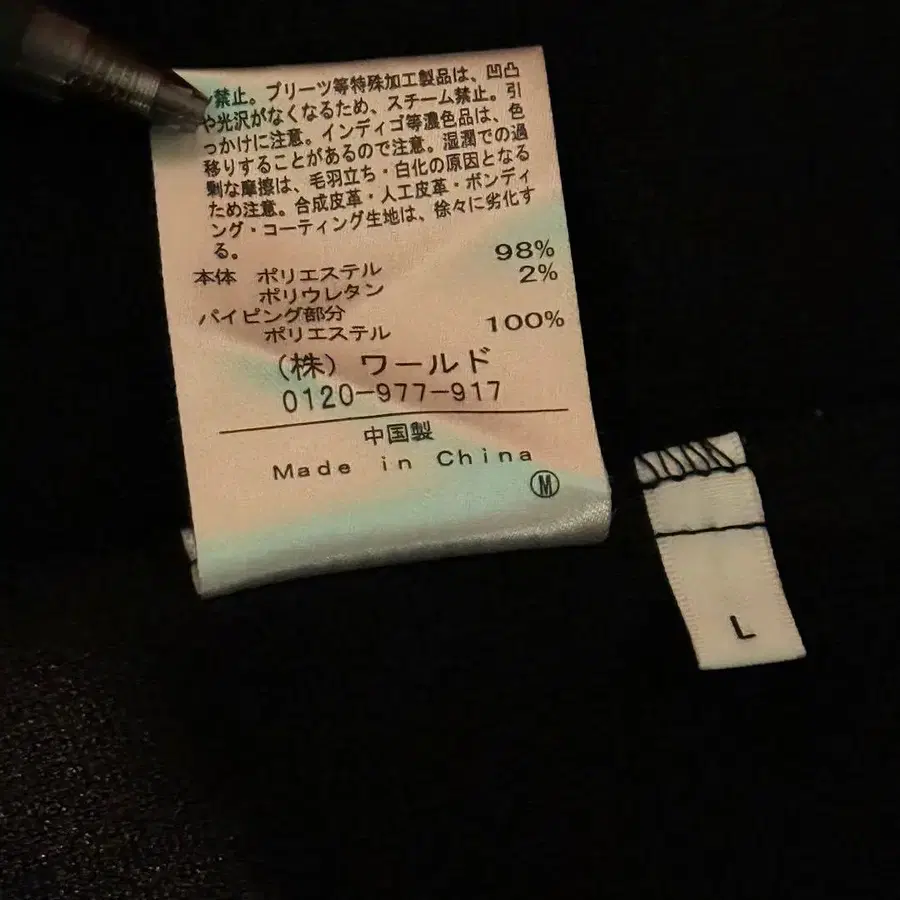 禁止。プリーツ等特殊加工製品は、凹凸
や光沢がなくなるため、スチーム禁止。引
っかけに注意。インディゴ等濃色品は、色
移りすることがあるので注意。湿潤での過
剰な摩擦は、毛羽立ち・白化の原因となる
ため注意。合成皮革・人工皮革・ボンディ
ング・コーティング生地は、徐々に劣化す
る。
本体 ポリエステル 98%
ポリウレタン 2%
パイピング部分
ポリエステル 100%
(株) ワールド
0120-977-917
中国製
Made in China
M
L